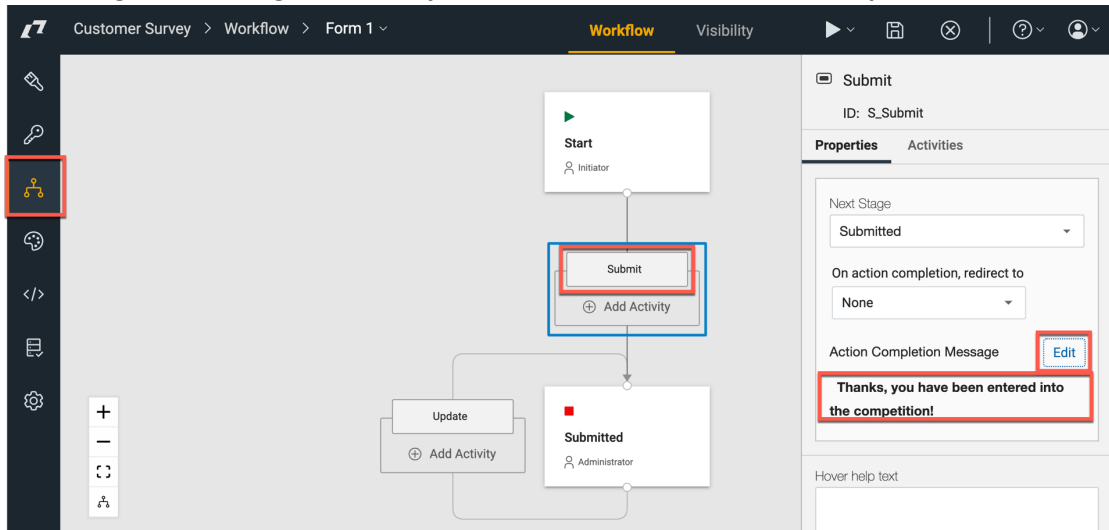 Customer Survey > Workflow > Form 1
Workflow
Visibility
Submit
ID: S_Submit
Properties
Activities
Start
Initiator
Next Stage
Submitted
Submit
Add Activity
On action completion, redirect to
None
Action Completion Message
Edit
Thanks, you have been entered into
the competition!
Update
Add Activity
Submitted
Administrator
Hover help text